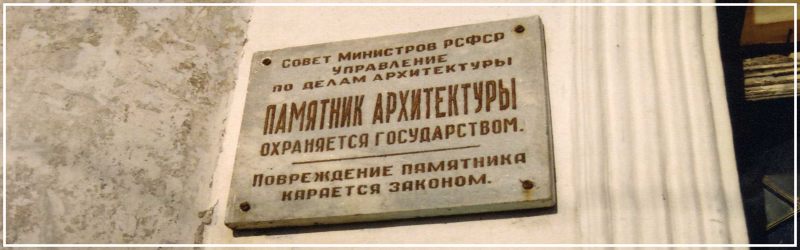 Совет Министров РСФСР
УПРАВЛЕНИЕ
ПО ДЕЛАМ АРХИТЕКТУРЫ
ПАМЯТНИК АРХИТЕКТУРЫ
ОХРАНЯЕТСЯ ГОСУДАРСТВОМ.
Повреждение памятника
карается законом.